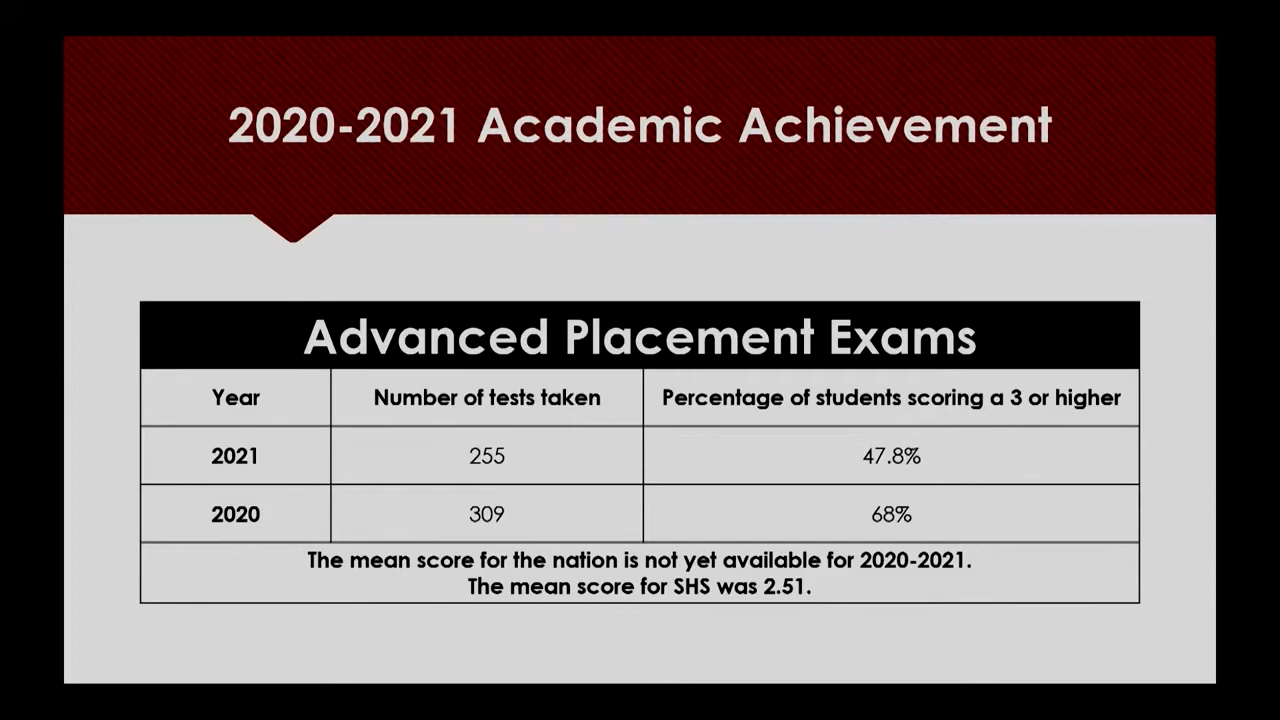 2020-2021 Academic Achievement
Advanced Placement Exams
Year Number of tests taken Percentage of students scoring a 3 or higher
2021 255 47.8%
2020 309 68%
The mean score for the nation is not yet available for 2020-2021.
The mean score for SHS was 2.51.